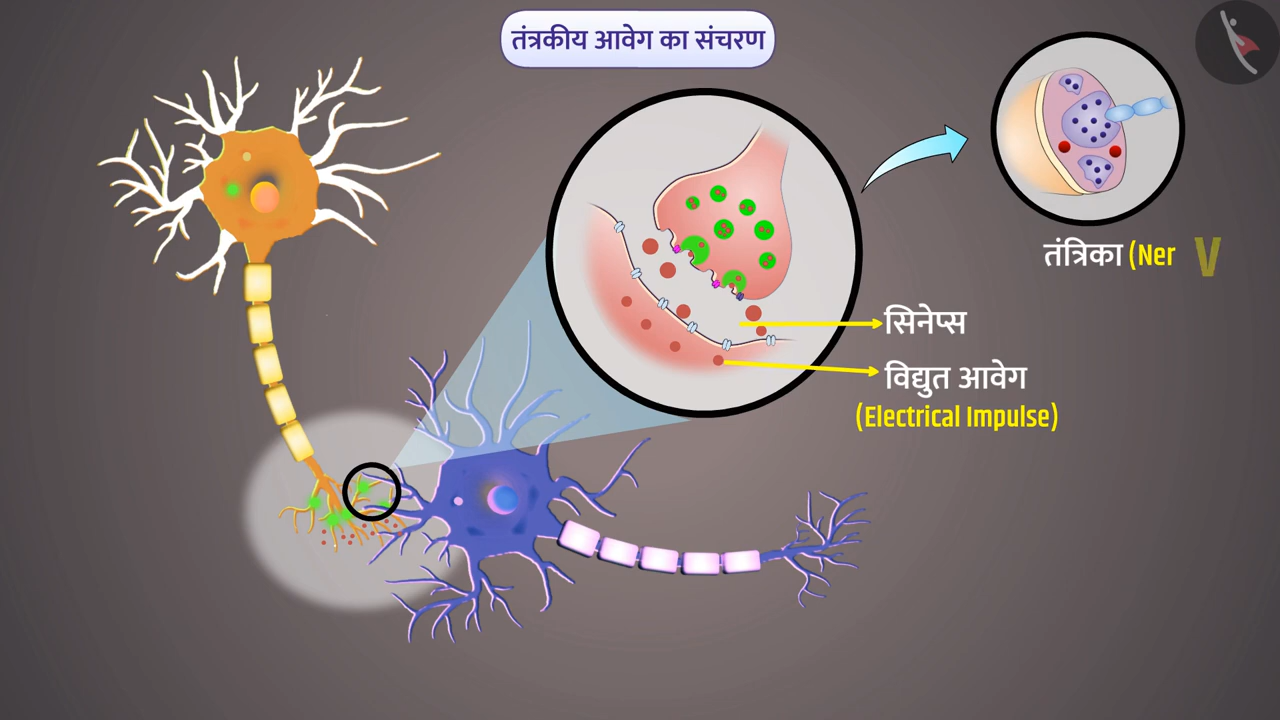 तंत्रकीय आवेग का संचरण
तंत्रिका (Ner V
सिनेप्स
विद्युत आवेग
(Electrical Impulse)